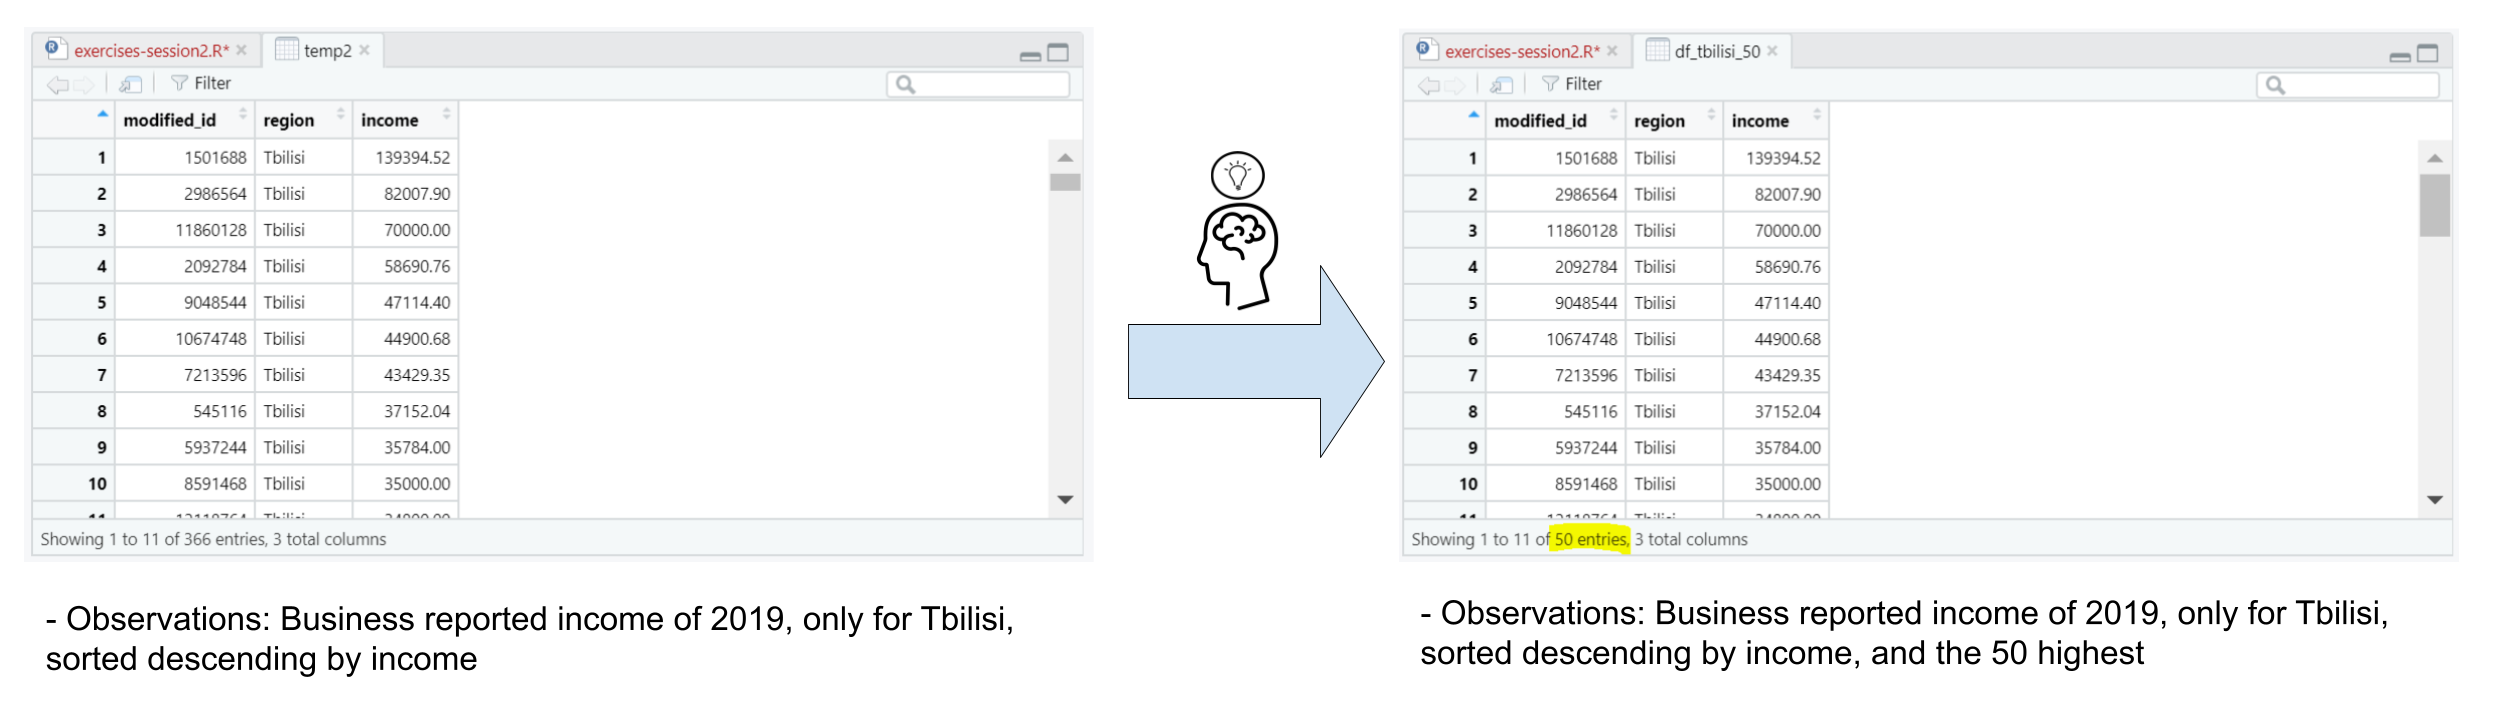 exercises-session2.R* temp2
Filter
modified_id region income
1 1501688 Tbilisi 139394.52
2 2986564 Tbilisi 82007.90
3 11860128 Tbilisi 70000.00
4 2092784 Tbilisi 58690.76
5 9048544 Tbilisi 47114.40
6 10674748 Tbilisi 44900.68
7 7213596 Tbilisi 43429.35
8 545116 Tbilisi 37152.04
9 5937244 Tbilisi 35784.00
10 8591468 Tbilisi 35000.00
11 Tbilisi
Showing 1 to 11 of 366 entries, 3 total columns
- Observations: Business reported income of 2019, only for Tbilisi,
sorted descending by income
exercises-session2.R* df_tbilisi_50
Filter
modified_id region income
1 1501688 Tbilisi 139394.52
2 2986564 Tbilisi 82007.90
3 11860128 Tbilisi 70000.00
4 2092784 Tbilisi 58690.76
5 9048544 Tbilisi 47114.40
6 10674748 Tbilisi 44900.68
7 7213596 Tbilisi 43429.35
8 545116 Tbilisi 37152.04
9 5937244 Tbilisi 35784.00
10 8591468 Tbilisi 35000.00
11 Tbilisi
Showing 1 to 11 of 50 entries, 3 total columns
- Observations: Business reported income of 2019, only for Tbilisi,
sorted descending by income, and the 50 highest